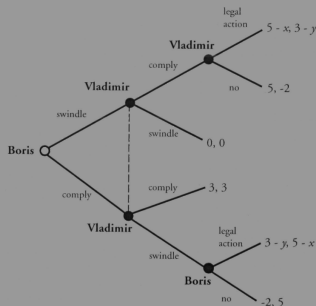 legal
action
5 - x, 3 - y
Vladimir
comply
Vladimir
no
5, -2
swindle
swindle
0, 0
Boris
comply
3, 3
comply
Vladimir
legal
action
3 - y, 5 - x
swindle
Boris
no
-2, 5